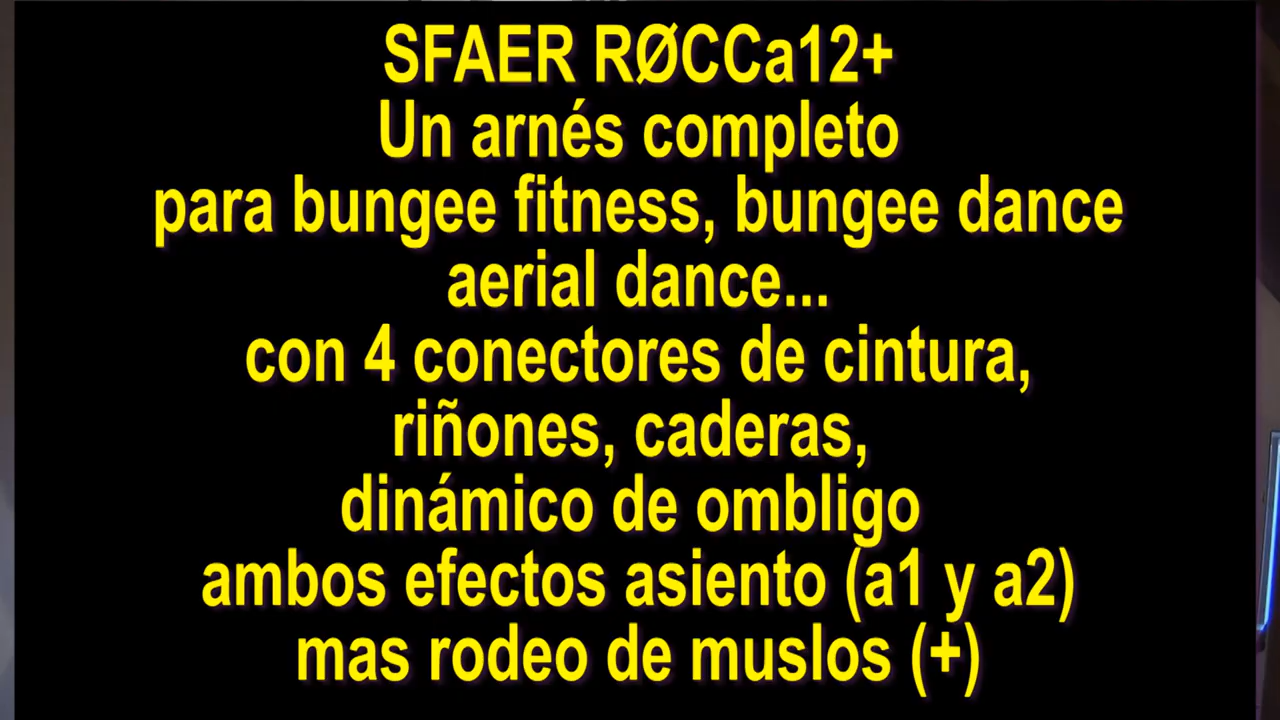 SFAER RØCCa12+
Un arnés completo
para bungee fitness, bungee dance
aerial dance...
con 4 conectores de cintura,
riñones, caderas,
dinámico de ombligo
ambos efectos asiento (a1 y a2)
mas rodeo de muslos (+)